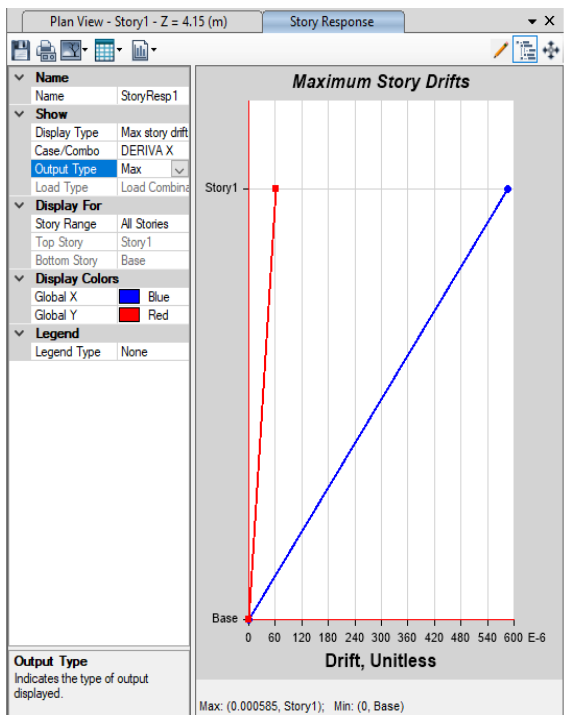 Plan View - Story1 - Z = 4.15 (m)
Story Response
Name
Name StoryResp1
Show
Display Type Max story drift
Case/Combo DERIVA X
Output Type Max
Load Type Load Combina
Display For
Story Range All Stories
Top Story Story1
Bottom Story Base
Display Colors
Global X Blue
Global Y Red
Legend
Legend Type None
Output Type
Indicates the type of output
displayed.
Maximum Story Drifts
Story1
Base
0 60 120 180 240 300 360 420 480 540 600 E-6
Drift, Unitless
Max: (0.000585, Story1); Min: (0, Base)